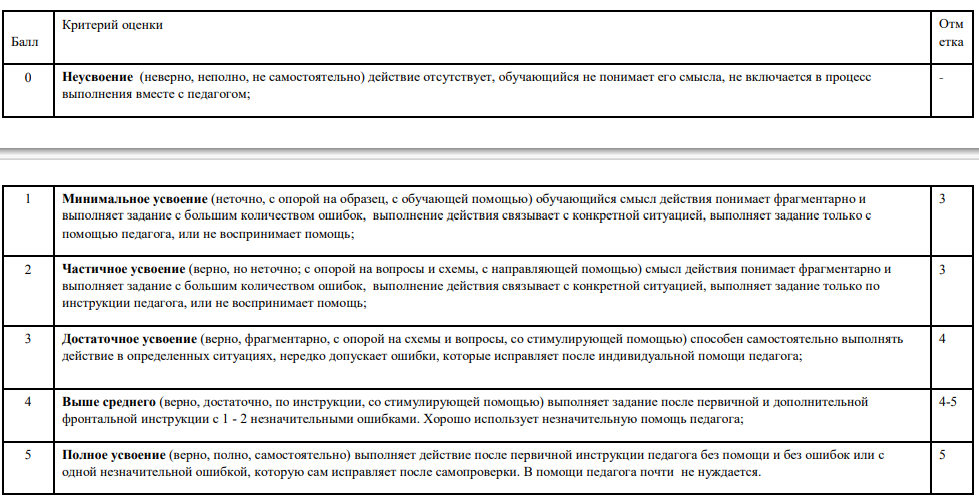 Балл
Критерий оценки
Отм
етка
0
Неусвоение (неверно, неполно, не самостоятельно) действие отсутствует, обучающийся не понимает его смысла, не включается в процесс
выполнения вместе с педагогом;
-
1
Минимальное усвоение (неточно, с опорой на образец, с обучающей помощью) обучающийся смысл действия понимает фрагментарно и
выполняет задание с большим количеством ошибок, выполнение действия связывает с конкретной ситуацией, выполняет задание только с
помощью педагога, или не воспринимает помощь;
3
2
Частичное усвоение (верно, но неточно; с опорой на вопросы и схемы, с направляющей помощью) смысл действия понимает фрагментарно и
выполняет задание с большим количеством ошибок, выполнение действия связывает с конкретной ситуацией, выполняет задание только по
инструкции педагога, или не воспринимает помощь;
3
3
Достаточное усвоение (верно, фрагментарно, с опорой на схемы и вопросы, со стимулирующей помощью) способен самостоятельно выполнять
действие в определенных ситуациях, нередко допускает ошибки, которые исправляет после индивидуальной помощи педагога;
4
4
Выше среднего (верно, достаточно, по инструкции, со стимулирующей помощью) выполняет задание после первичной и дополнительной
фронтальной инструкции с 1 - 2 незначительными ошибками. Хорошо использует незначительную помощь педагога;
4-5
5
Полное усвоение (верно, полно, самостоятельно) выполняет действие после первичной инструкции педагога без помощи и без ошибок или с
одной незначительной ошибкой, которую сам исправляет после самопроверки. В помощи педагога почти не нуждается.
5